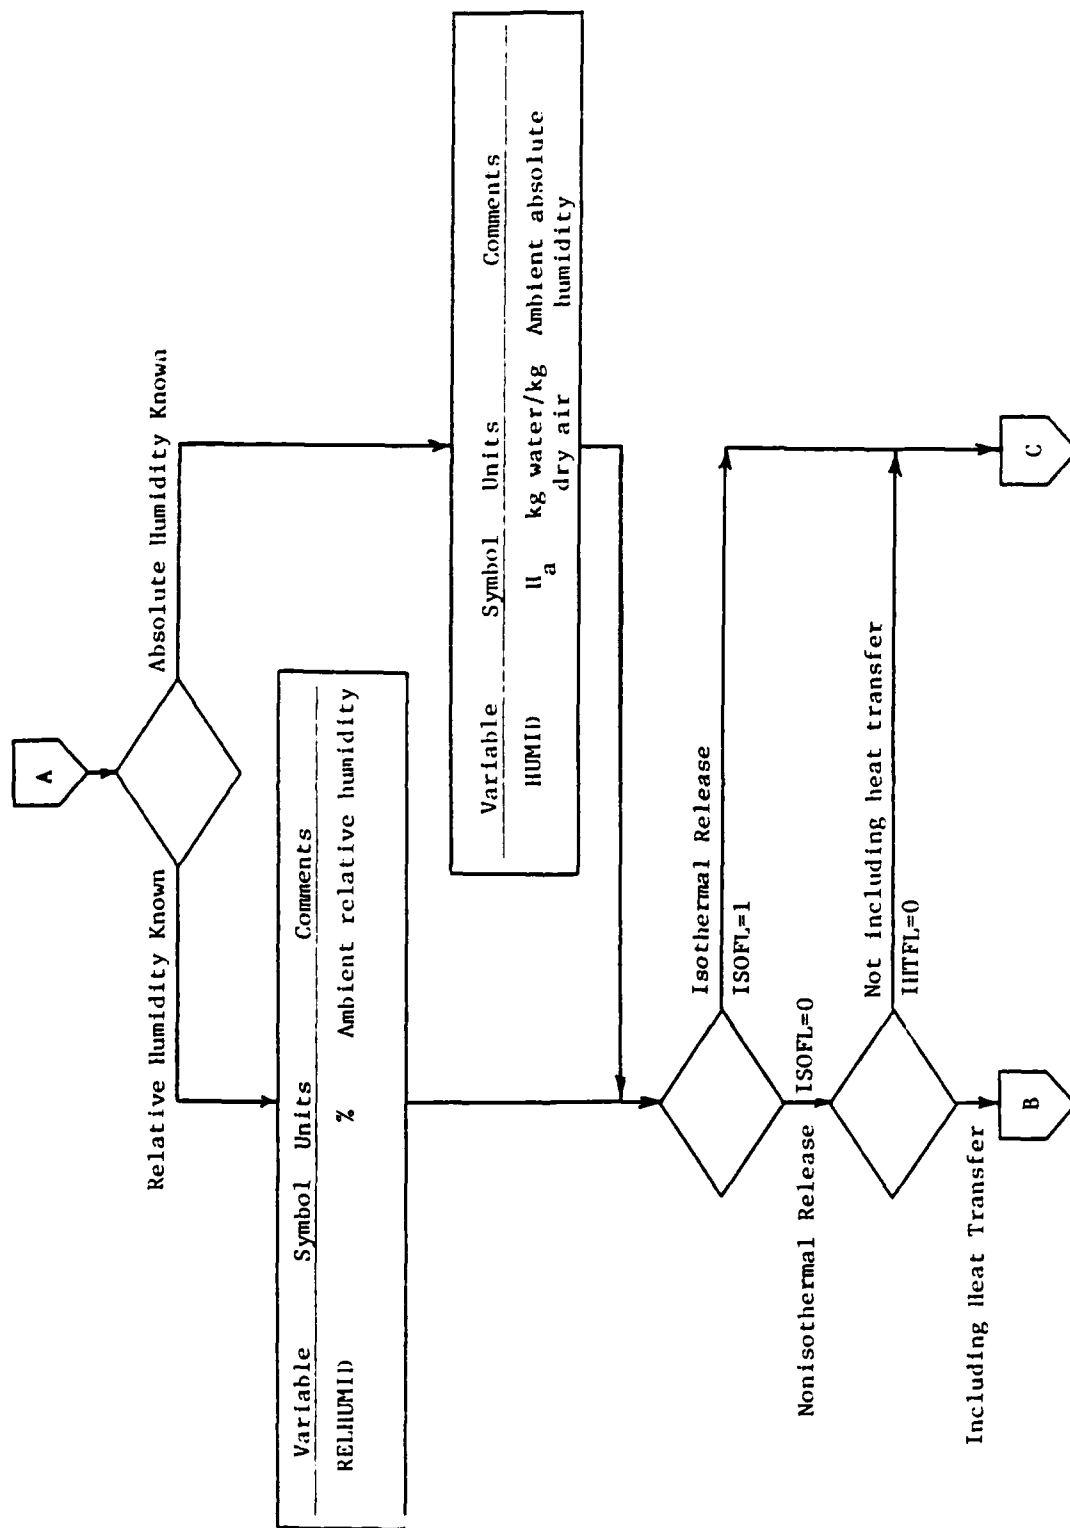 A
Relative Humidity Known
Absolute Humidity Known
Variable Symbol Units Comments
RELHUMID % Ambient relative humidity
Variable Symbol Units Comments
HUMID Ha kg water/kg Ambient absolute
dry air humidity
Isothermal Release
ISOFL=1
Nonisothermal Release ISOFL=0
Not including heat transfer
IHTFL=0
Including Heat Transfer
B
C